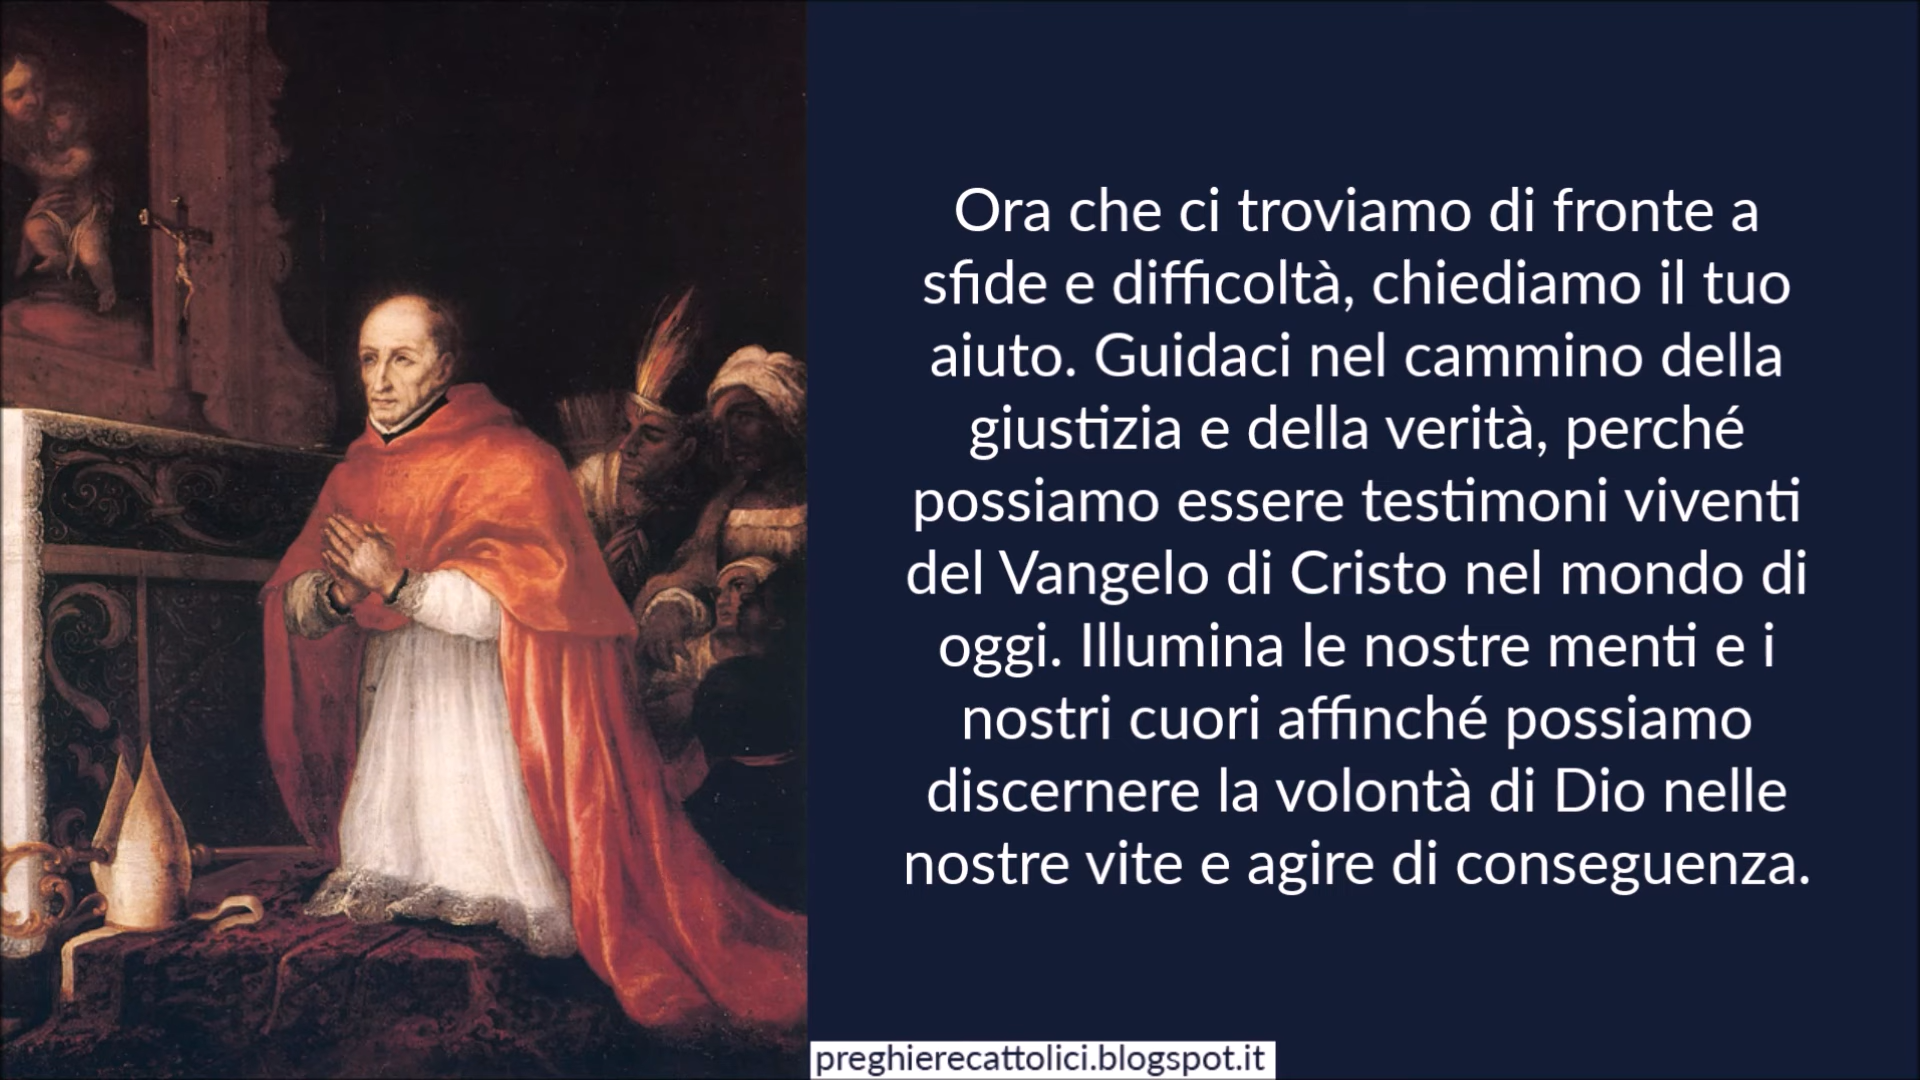 Ora che ci troviamo di fronte a
sfide e difficoltà, chiediamo il tuo
aiuto. Guidaci nel cammino della
giustizia e della verità, perché
possiamo essere testimoni viventi
del Vangelo di Cristo nel mondo di
oggi. Illumina le nostre menti e i
nostri cuori affinché possiamo
discernere la volontà di Dio nelle
nostre vite e agire di conseguenza.
preghierecattolici.blogspot.it